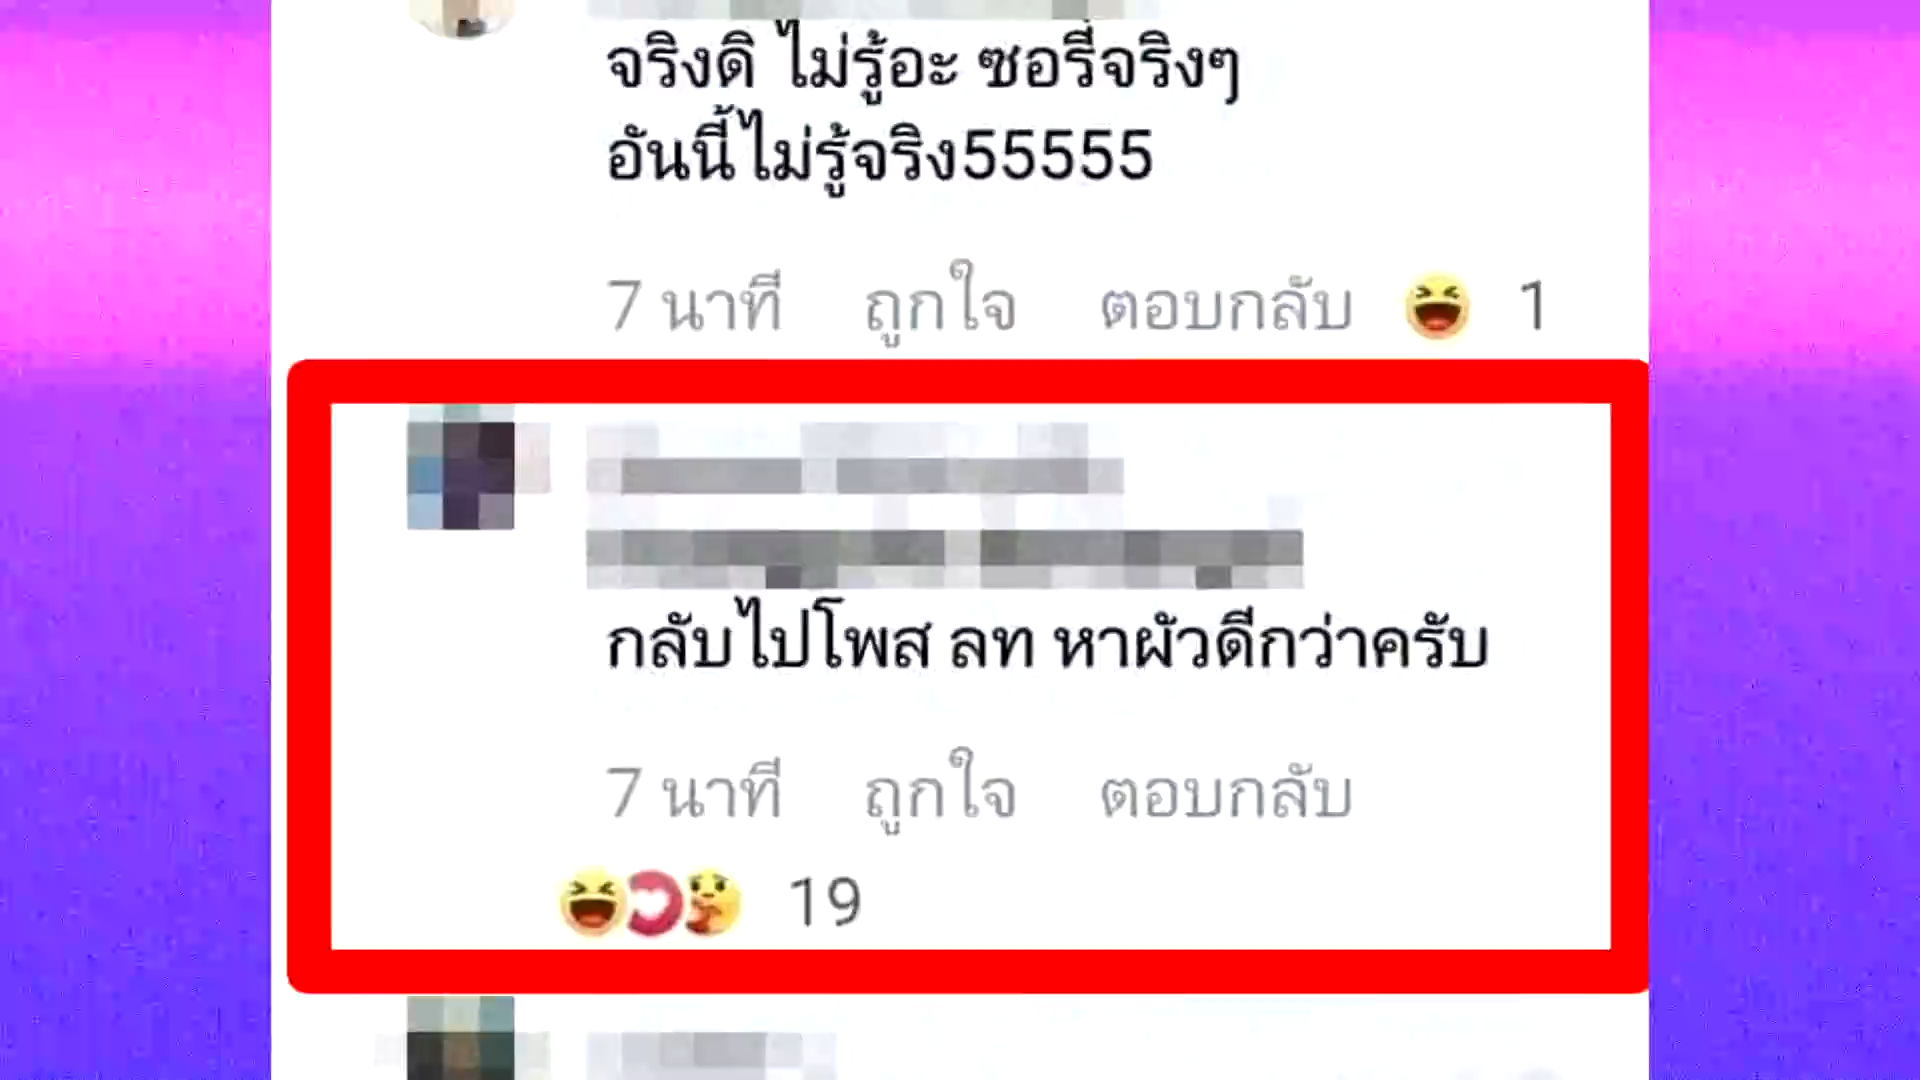 จริงดิ ไม่รู้อะ ซอรี่จริงๆ
อันนี้ไม่รู้จริง55555
7 นาที ถูกใจ ตอบกลับ 1
กลับไปโพส ลท หาผัวดีกว่าครับ
7 นาที ถูกใจ ตอบกลับ
19